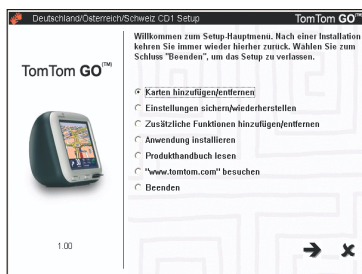 Deutschland/Österreich/Schweiz CD1 Setup
TomTom GO™
Willkommen zum Setup-Hauptmenü. Nach einer Installation
kehren Sie immer wieder hierher zurück. Wählen Sie zum
Schluss "Beenden", um das Setup zu verlassen.
TomTom GO(TM)
Karten hinzufügen/entfernen
Einstellungen sichern/wiederherstellen
Zusätzliche Funktionen hinzufügen/entfernen
Anwendung installieren
Produkthandbuch lesen
"www.tomtom.com" besuchen
Beenden
1.00